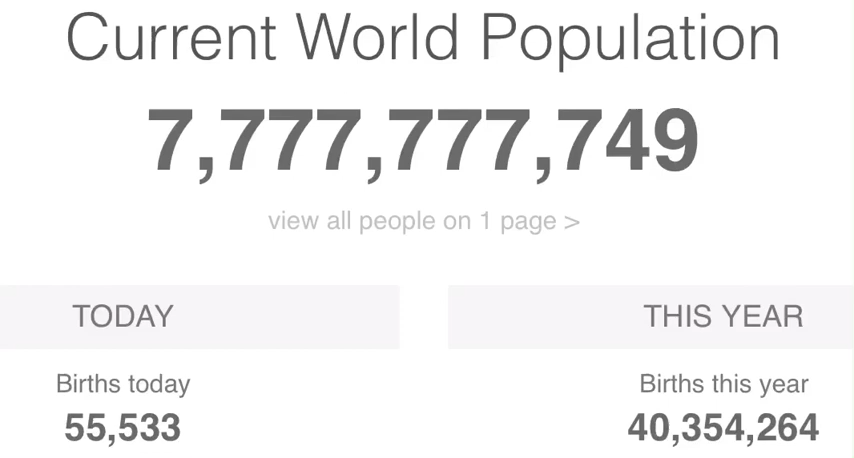 Current World Population
7,777,777,749
view all people on 1 page >
TODAY
THIS YEAR
Births today
Births this year
55,533
40,354,264